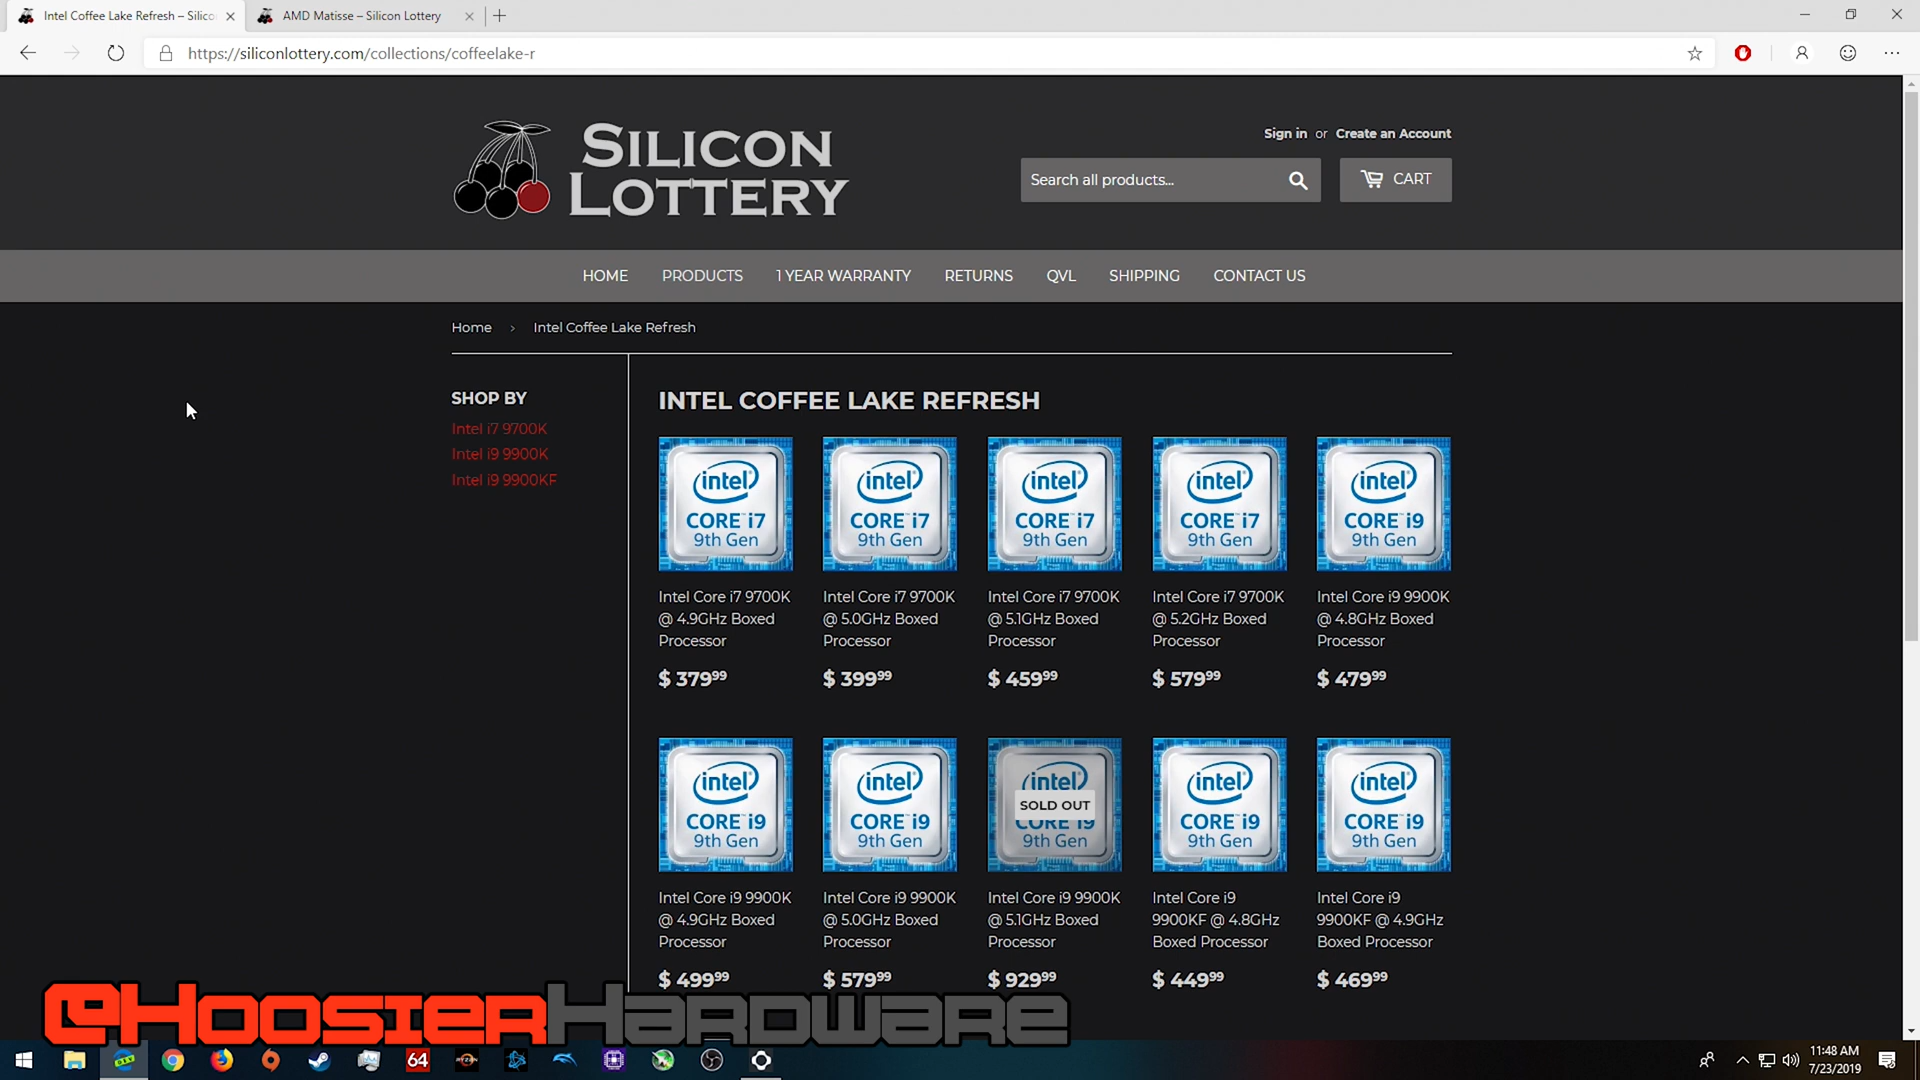 Intel Coffee Lake Refresh – Silico
AMD Matisse – Silicon Lottery
https://siliconlottery.com/collections/coffeelake-r
SILICON
LOTTERY
Sign in or Create an Account
Search all products...
CART
HOME
PRODUCTS
1 YEAR WARRANTY
RETURNS
QVL
SHIPPING
CONTACT US
Home › Intel Coffee Lake Refresh
SHOP BY
Intel i7 9700K
Intel i9 9900K
Intel i9 9900KF
INTEL COFFEE LAKE REFRESH
intel
CORE i7
9th Gen
Intel Core i7 9700K
@ 4.9GHz Boxed
Processor
$ 379.99
intel
CORE i7
9th Gen
Intel Core i7 9700K
@ 5.0GHz Boxed
Processor
$ 399.99
intel
CORE i7
9th Gen
Intel Core i7 9700K
@ 5.1GHz Boxed
Processor
$ 459.99
intel
CORE i7
9th Gen
Intel Core i7 9700K
@ 5.2GHz Boxed
Processor
$ 579.99
intel
CORE i9
9th Gen
Intel Core i9 9900K
@ 4.8GHz Boxed
Processor
$ 479.99
intel
CORE i9
9th Gen
Intel Core i9 9900K
@ 4.9GHz Boxed
Processor
$ 499.99
intel
CORE i9
9th Gen
Intel Core i9 9900K
@ 5.0GHz Boxed
Processor
$ 579.99
intel
SOLD OUT
CORE i9
9th Gen
Intel Core i9 9900K
@ 5.1GHz Boxed
Processor
$ 929.99
intel
CORE i9
9th Gen
Intel Core i9
9900KF @ 4.8GHz
Boxed Processor
$ 449.99
intel
CORE i9
9th Gen
Intel Core i9
9900KF @ 4.9GHz
Boxed Processor
$ 469.99
@HoosierHardware
64
RYZEN
11:48 AM
7/23/2019